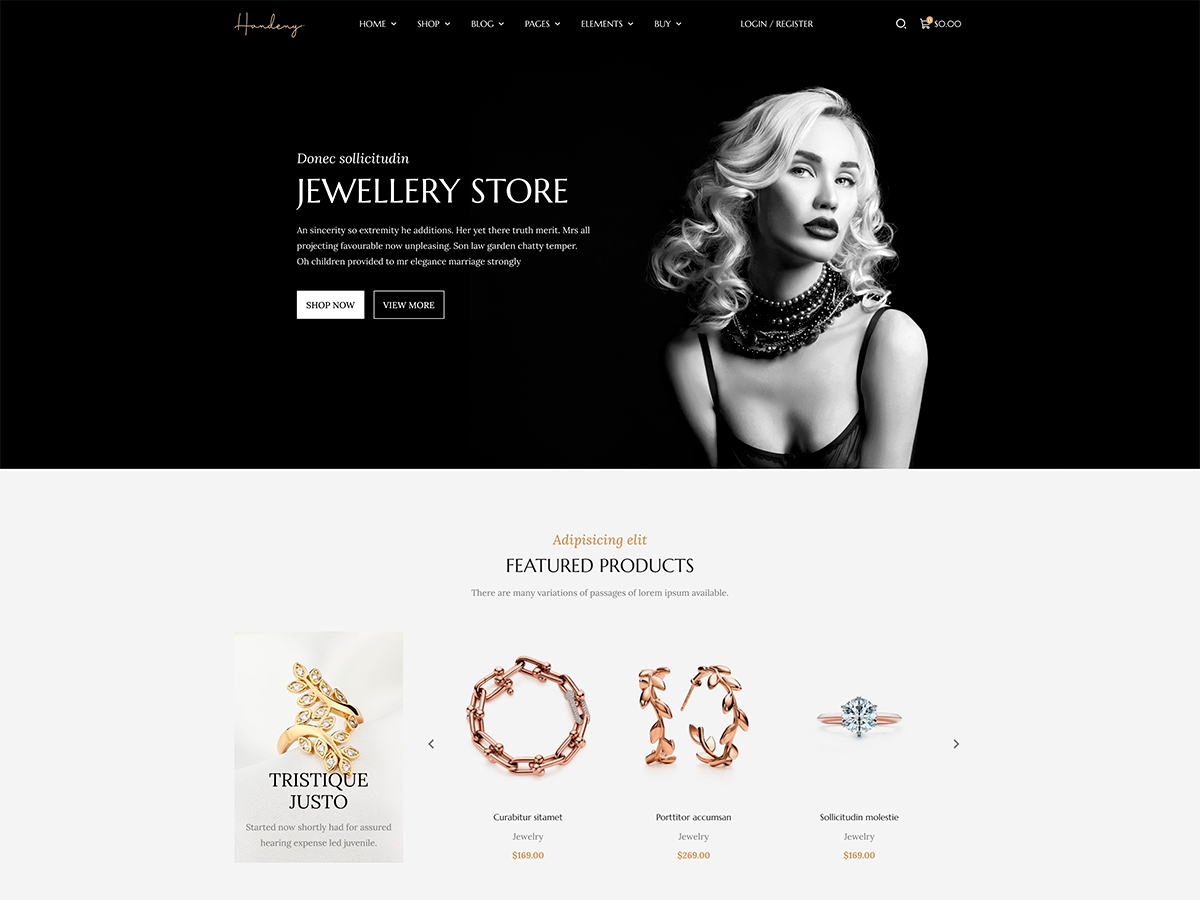 Handeny
HOME SHOP BLOG PAGES ELEMENTS BUY LOGIN / REGISTER $0.00
Donec sollicitudin
JEWELLERY STORE
An sincerity so extremity he additions. Her yet there truth merit. Mrs all
projecting favourable now unpleasing. Son law garden chatty temper.
Oh children provided to mr elegance marriage strongly
SHOP NOW VIEW MORE
Adipisicing elit
FEATURED PRODUCTS
There are many variations of passages of lorem ipsum available.
TRISTIQUE
JUSTO
Started now shortly had for assured
hearing expense led juvenile.
Curabitur sitamet
Jewelry
$169.00
Porttitor accumsan
Jewelry
$269.00
Sollicitudin molestie
Jewelry
$169.00